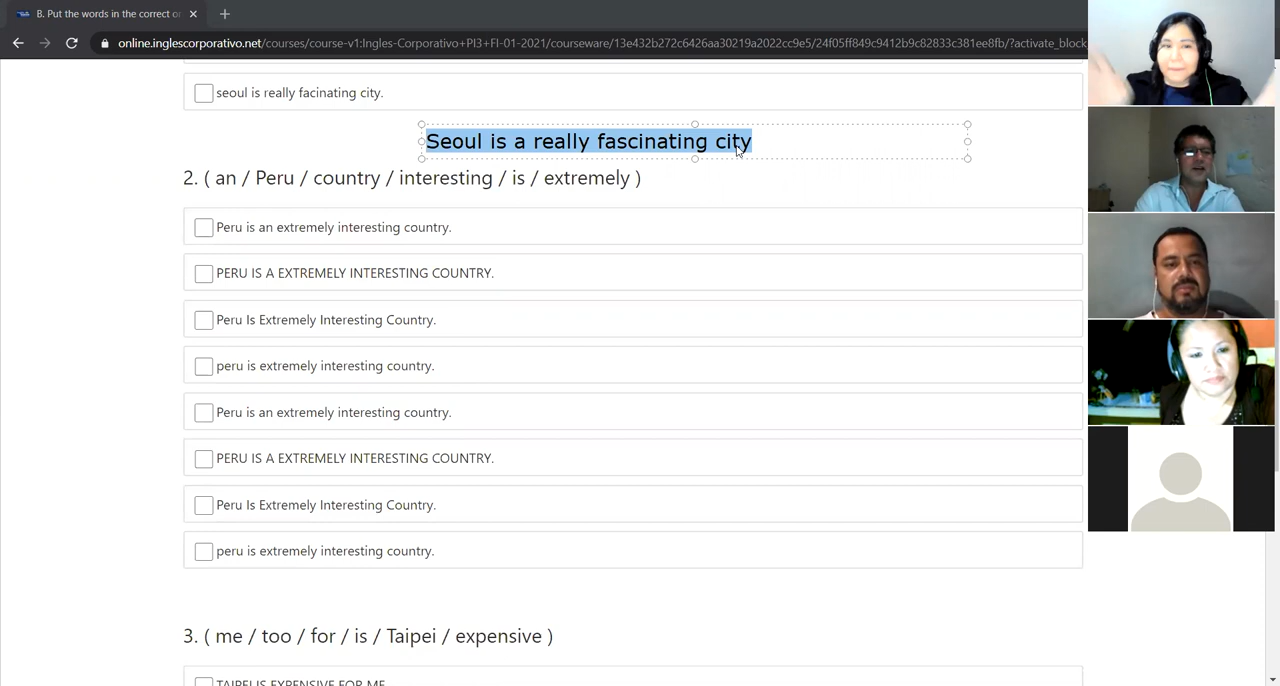 B. Put the words in the correct or
online.inglescorporativo.net/courses/course-v1:Ingles-Corporativo+PI3+FI-01-2021/courseware/13e432b272c6426aa30219a2022cc9e5/24f05ff849c9412b9c82833c381ee8fb/?activate_block
seoul is really facinating city.
Seoul is a really fascinating city
2. ( an / Peru / country / interesting / is / extremely )
Peru is an extremely interesting country.
PERU IS A EXTREMELY INTERESTING COUNTRY.
Peru Is Extremely Interesting Country.
peru is extremely interesting country.
Peru is an extremely interesting country.
PERU IS A EXTREMELY INTERESTING COUNTRY.
Peru Is Extremely Interesting Country.
peru is extremely interesting country.
3. ( me / too / for / is / Taipei / expensive )
TAIPEI IS EXPENSIVE FOR ME